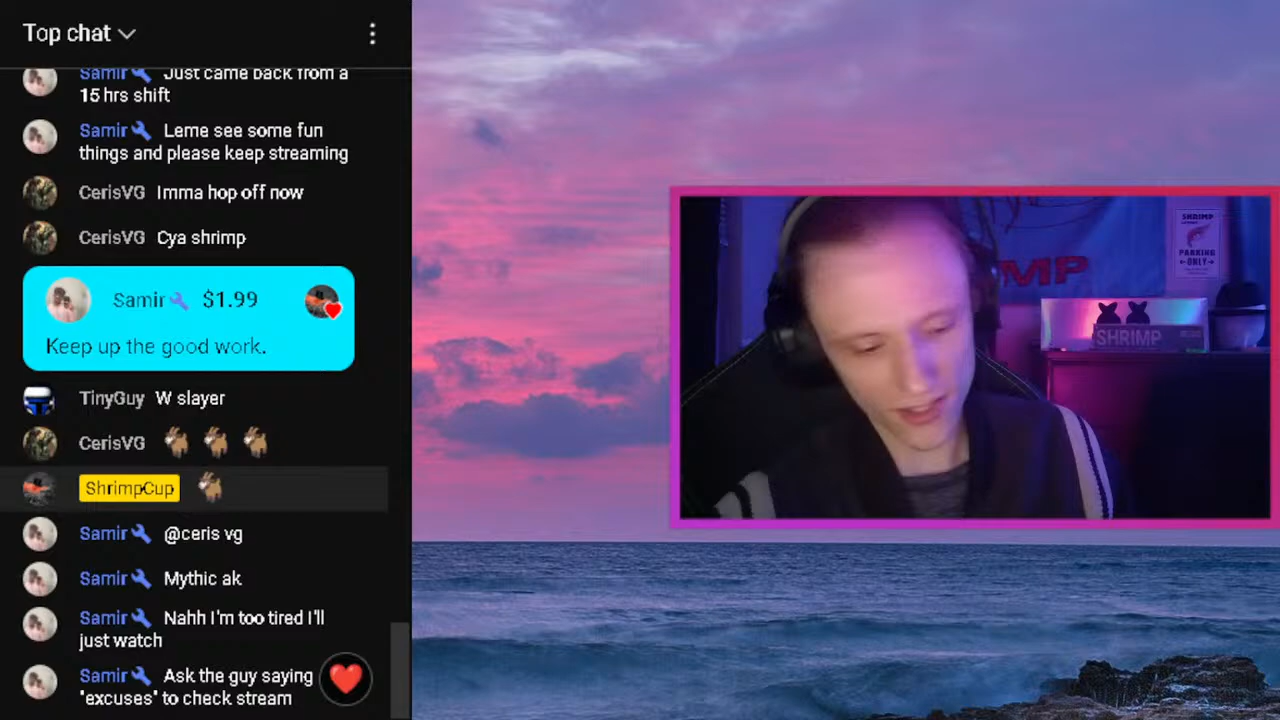 Top chat
Samir Just came back from a
15 hrs shift
Samir Leme see some fun
things and please keep streaming
CerisVG Imma hop off now
CerisVG Cya shrimp
Samir $1.99
Keep up the good work.
TinyGuy W slayer
CerisVG
ShrimpCup
Samir @ceris vg
Samir Mythic ak
Samir Nahh I'm too tired I'll
just watch
Samir Ask the guy saying
"excuses" to check stream
SHRIMP
PARKING
ONLY
MP
SHRIMP